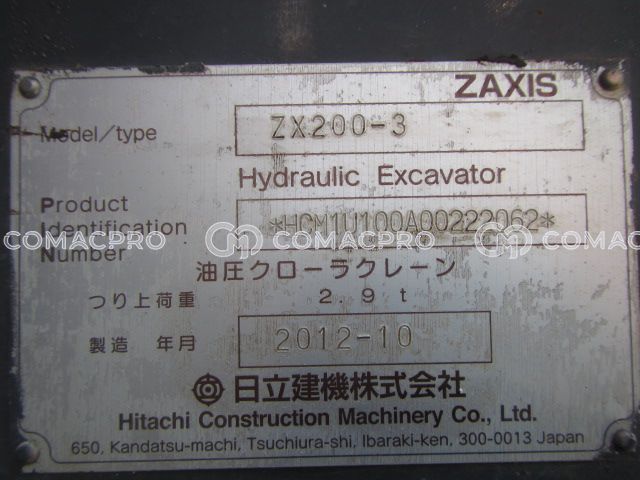 ZAXIS
Model/type ZX200-3
Hydraulic Excavator
Product
Identification *HCM1U100A00222062*
Number
COMACPRO COMACPRO COMACPRO
油圧クローラクレーン
つり上荷重 2.9t
製造 年月 2012-10
日立建機株式会社
Hitachi Construction Machinery Co., Ltd.
650, Kandatsu-machi, Tsuchiura-shi, Ibaraki-ken, 300-0013 Japan